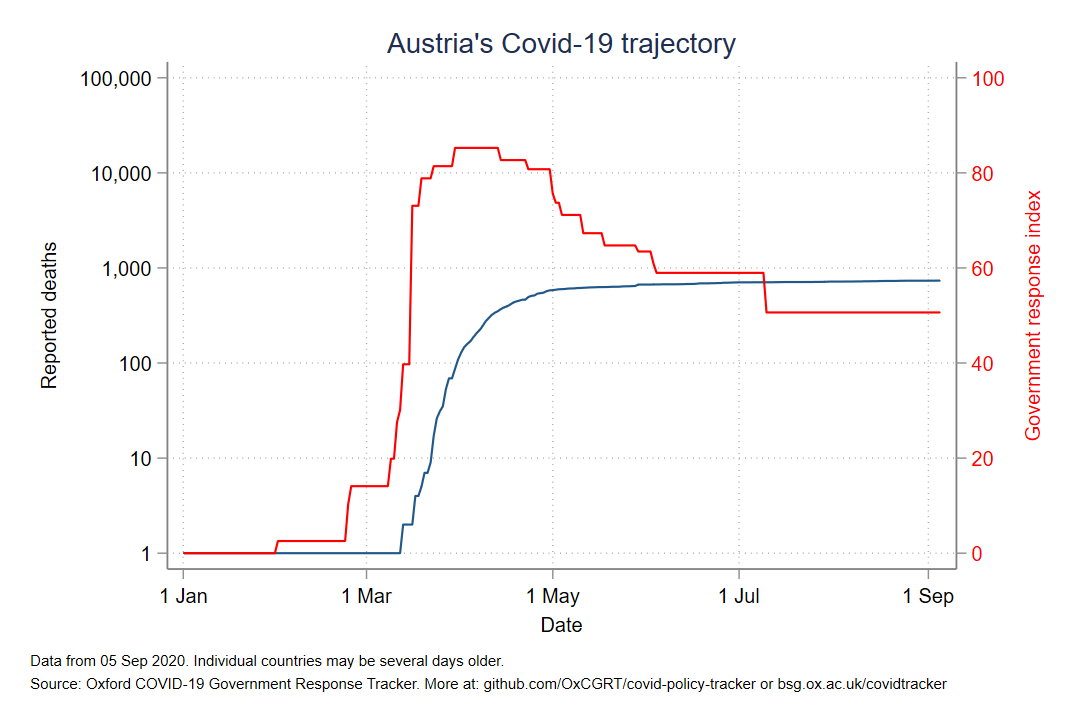 Austria's Covid-19 trajectory
100,000
10,000
1,000
100
10
1
Reported deaths
100
80
60
40
20
0
Government response index
1 Jan
1 Mar
1 May
1 Jul
1 Sep
Date
Data from 05 Sep 2020. Individual countries may be several days older.
Source: Oxford COVID-19 Government Response Tracker. More at: github.com/OxCGRT/covid-policy-tracker or bsg.ox.ac.uk/covidtracker